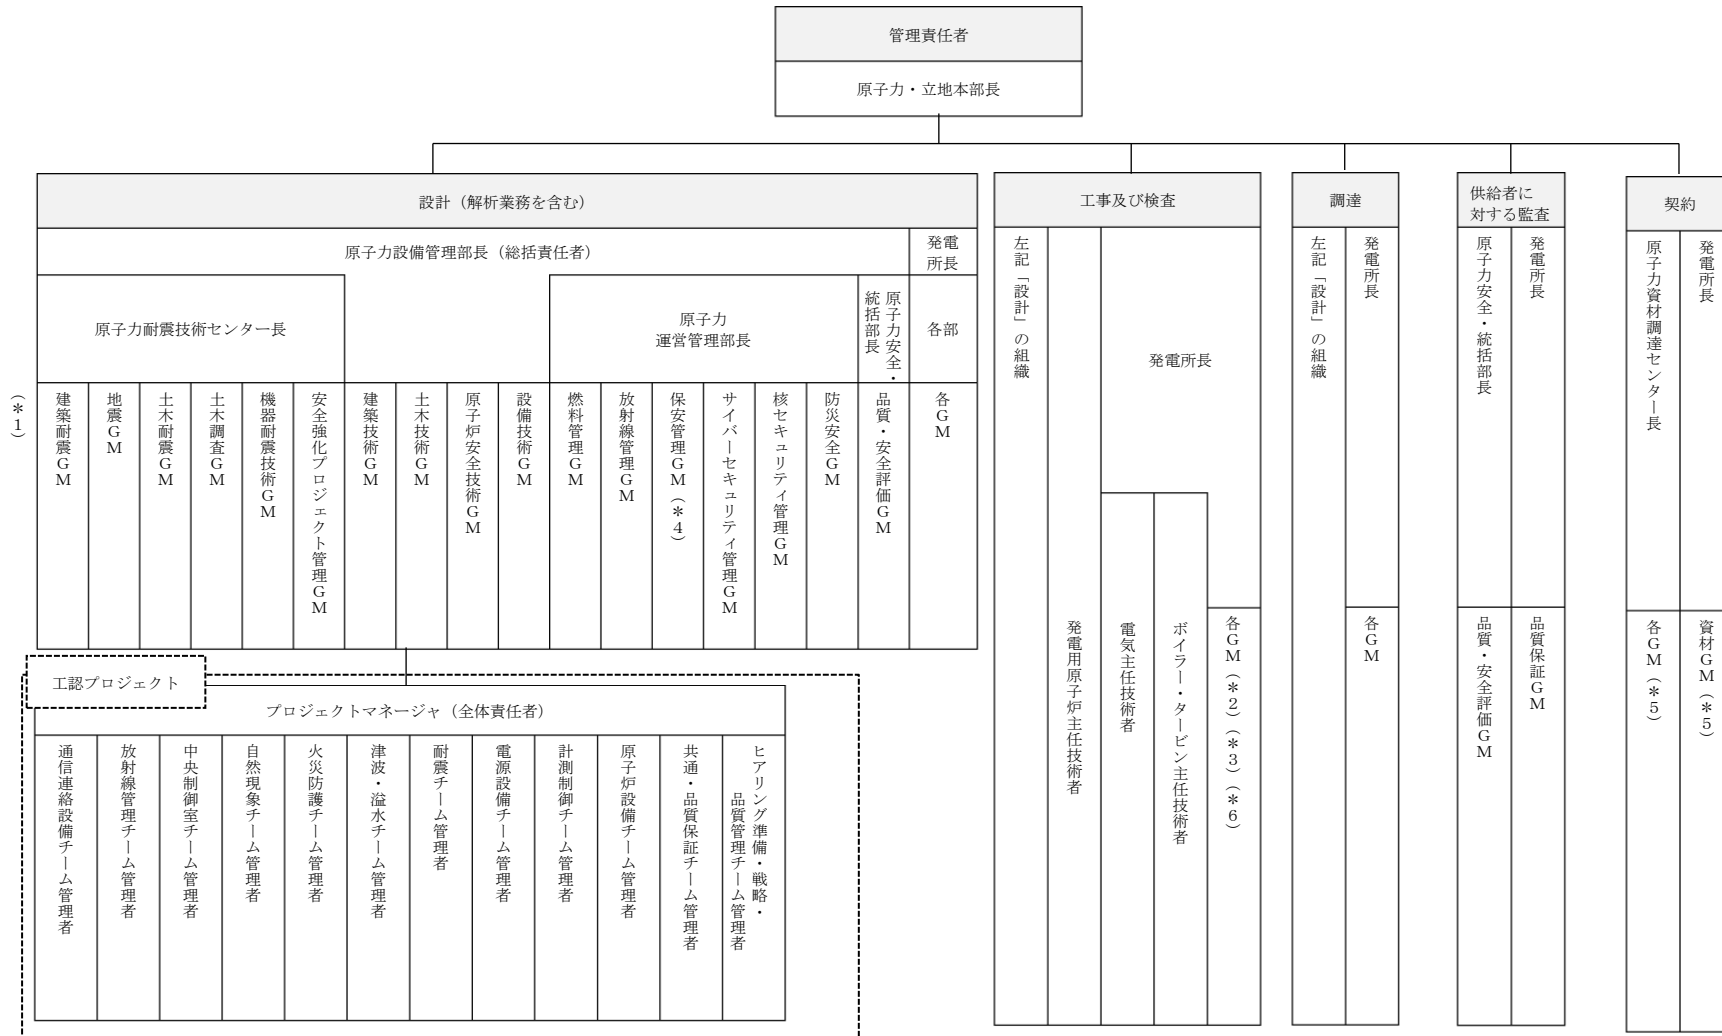 管理責任者
原子力・立地本部長
設計（解析業務を含む）
原子力設備管理部長（総括責任者）
発電
所長
原子力耐震技術センター長
原子力
運営管理部長
原子力安全・
統括部長
各部
(＊1)
建築耐震GM
地震GM
土木耐震GM
土木調査GM
機器耐震技術GM
安全強化プロジェクト管理GM
建築技術GM
土木技術GM
原子炉安全技術GM
設備技術GM
燃料管理GM
放射線管理GM
保安管理GM（＊4）
サイバーセキュリティ管理GM
核セキュリティ管理GM
防災安全GM
品質・安全評価GM
各GM
工認プロジェクト
プロジェクトマネージャ（全体責任者）
通信連絡設備チーム管理者
放射線管理チーム管理者
中央制御室チーム管理者
自然現象チーム管理者
火災防護チーム管理者
津波・溢水チーム管理者
耐震チーム管理者
電源設備チーム管理者
計測制御チーム管理者
原子炉設備チーム管理者
共通・品質保証チーム管理者
ヒアリング準備・戦略・
品質管理チーム管理者
工事及び検査
左記「設計」の組織
発電用原子炉主任技術者
発電所長
電気主任技術者
ボイラー・タービン主任技術者
各GM（＊2）（＊3）（＊6）
調達
左記「設計」の組織
発電所長
各GM
供給者に
対する監査
原子力安全・統括部長
発電所長
品質・安全評価GM
品質保証GM
契約
原子力資材調達センター長
発電所長
各GM（＊5）
資材GM（＊5）